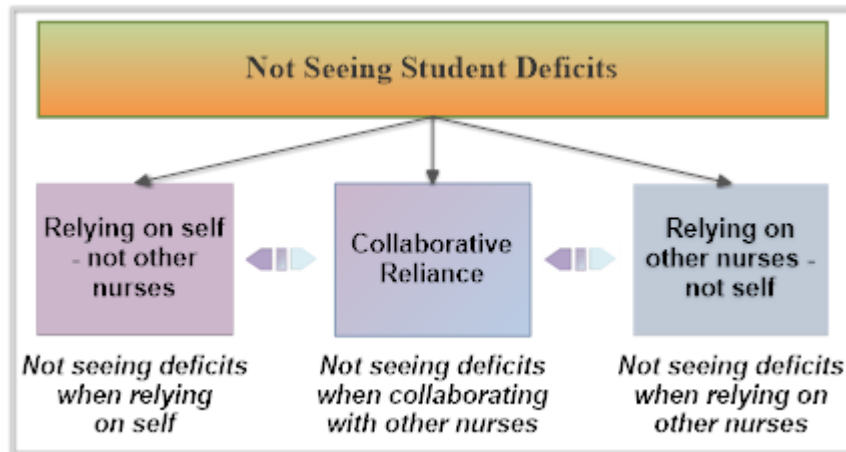 Not Seeing Student Deficits
Relying on self
- not other
nurses
Collaborative
Reliance
Relying on
other nurses -
not self
Not seeing deficits
when relying
on self
Not seeing deficits
when collaborating
with other nurses
Not seeing deficits
when relying on
other nurses